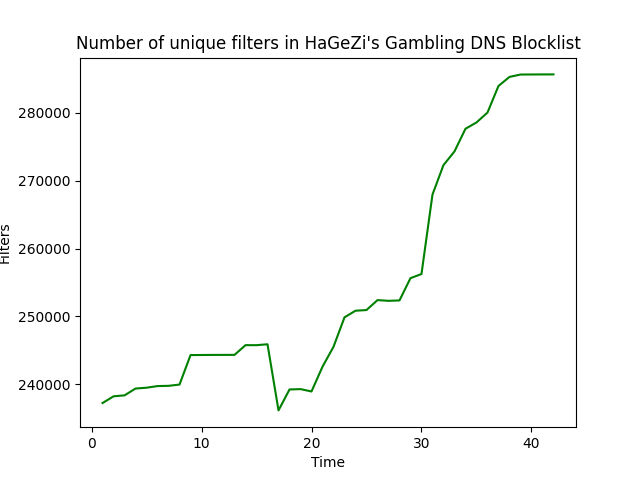 Number of unique filters in HaGeZi's Gambling DNS Blocklist
280000
270000
260000
250000
240000
Filters
0 10 20 30 40
Time